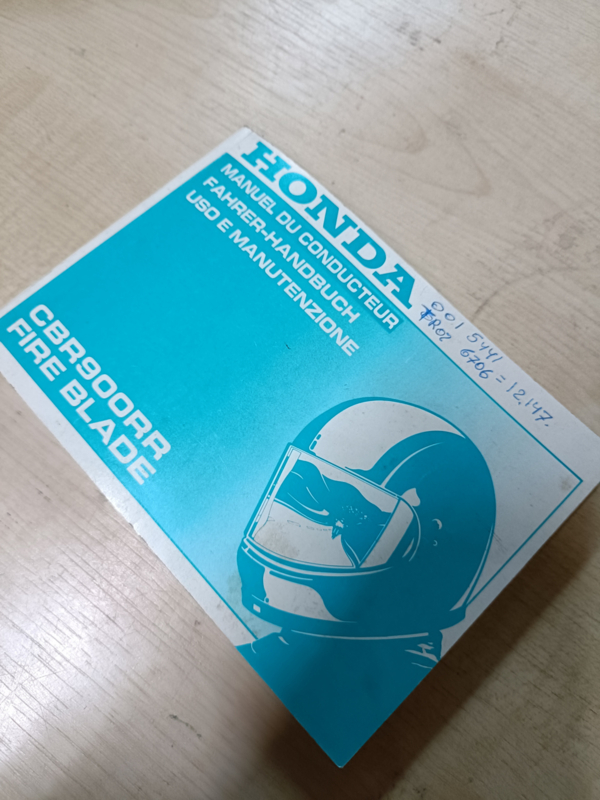 HONDA
MANUEL DU CONDUCTEUR
FAHRER-HANDBUCH
USO E MANUTENZIONE
001 5441
6706 = 12.147.
CBR900RR
FIRE BLADE